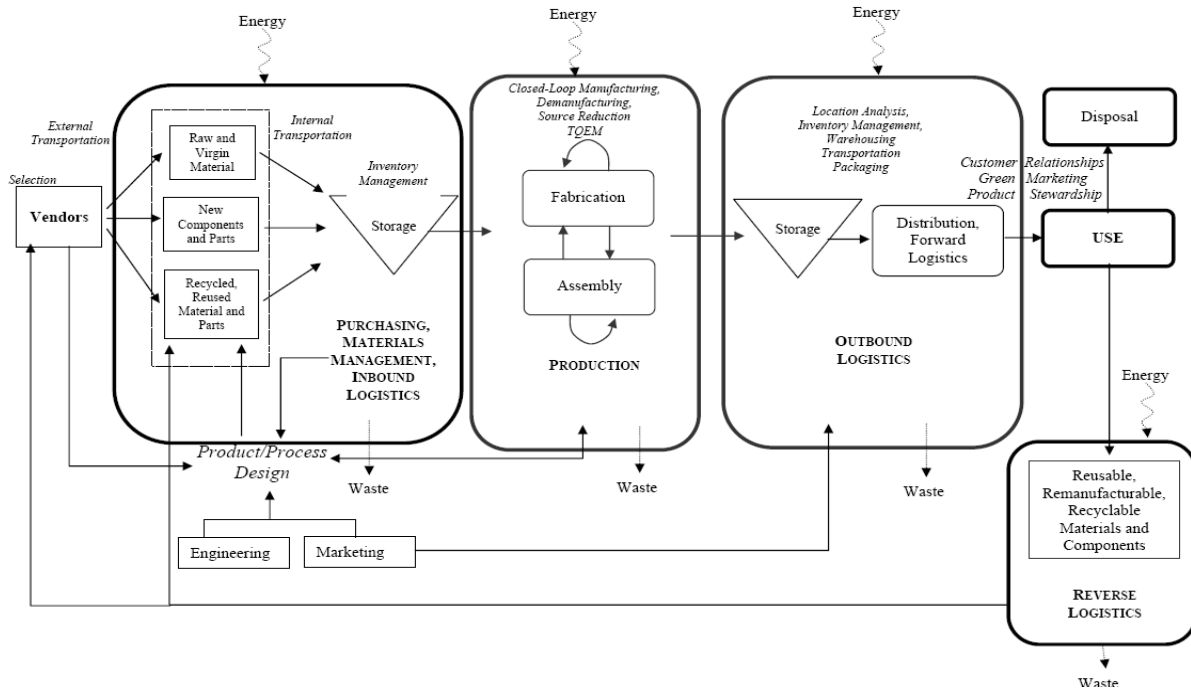 Energy
Energy
Energy
External
Transportation
Internal
Transportation
Selection
Vendors
Raw and
Virgin
Material
New
Components
and Parts
Recycled,
Reused
Material and
Parts
Inventory
Management
Storage
PURCHASING,
MATERIALS
MANAGEMENT,
INBOUND
LOGISTICS
Closed-Loop Manufacturing,
Demanufacturing,
Source Reduction
TQEM
Fabrication
Assembly
PRODUCTION
Location Analysis,
Inventory Management,
Warehousing
Transportation
Packaging
Storage
Distribution,
Forward
Logistics
OUTBOUND
LOGISTICS
Customer Relationships
Green Marketing
Product Stewardship
Disposal
USE
Energy
Reusable,
Remanufacturable,
Recyclable
Materials and
Components
REVERSE
LOGISTICS
Waste
Product/Process
Design
Waste
Waste
Waste
Engineering
Marketing